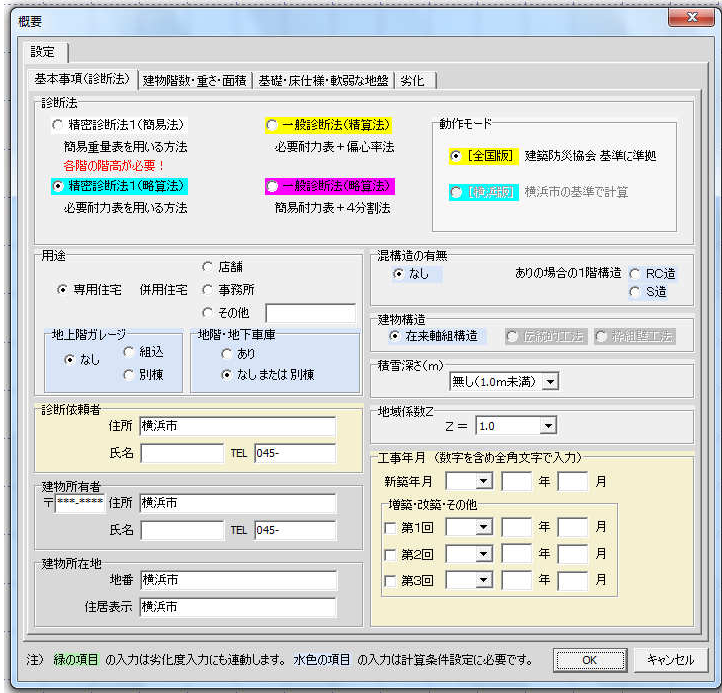 概要
設定
基本事項(診断法) 建物階数・重さ・面積 基礎・床仕様・軟弱な地盤 劣化
診断法
精密診断法1(簡易法)
簡易重量表を用いる方法
各階の階高が必要!
精密診断法1(略算法)
必要耐力表を用いる方法
一般診断法(精算法)
必要耐力表+偏心率法
一般診断法(略算法)
簡易耐力表+4分割法
動作モード
[全国版] 建築防災協会 基準に準拠
[横浜版] 横浜市の基準で計算
用途
専用住宅 併用住宅
店舗
事務所
その他
地上階ガレージ
なし
組込
別棟
地階・地下車庫
あり
なしまたは別棟
混構造の有無
なし ありの場合の1階構造 RC造
S造
建物構造
在来軸組構造 伝統的工法 枠組壁工法
積雪深さ(m)
無し(1.0m未満)
地域係数Z
Z = 1.0
診断依頼者
住所 横浜市
氏名 TEL 045-
建物所有者
〒 ***-**** 住所 横浜市
氏名 TEL 045-
建物所在地
地番 横浜市
住居表示 横浜市
工事年月 (数字を含め全角文字で入力)
新築年月 年 月
増築・改築・その他
第1回 年 月
第2回 年 月
第3回 年 月
注) 緑の項目 の入力は劣化度入力にも連動します。 水色の項目 の入力は計算条件設定に必要です。
OK キャンセル